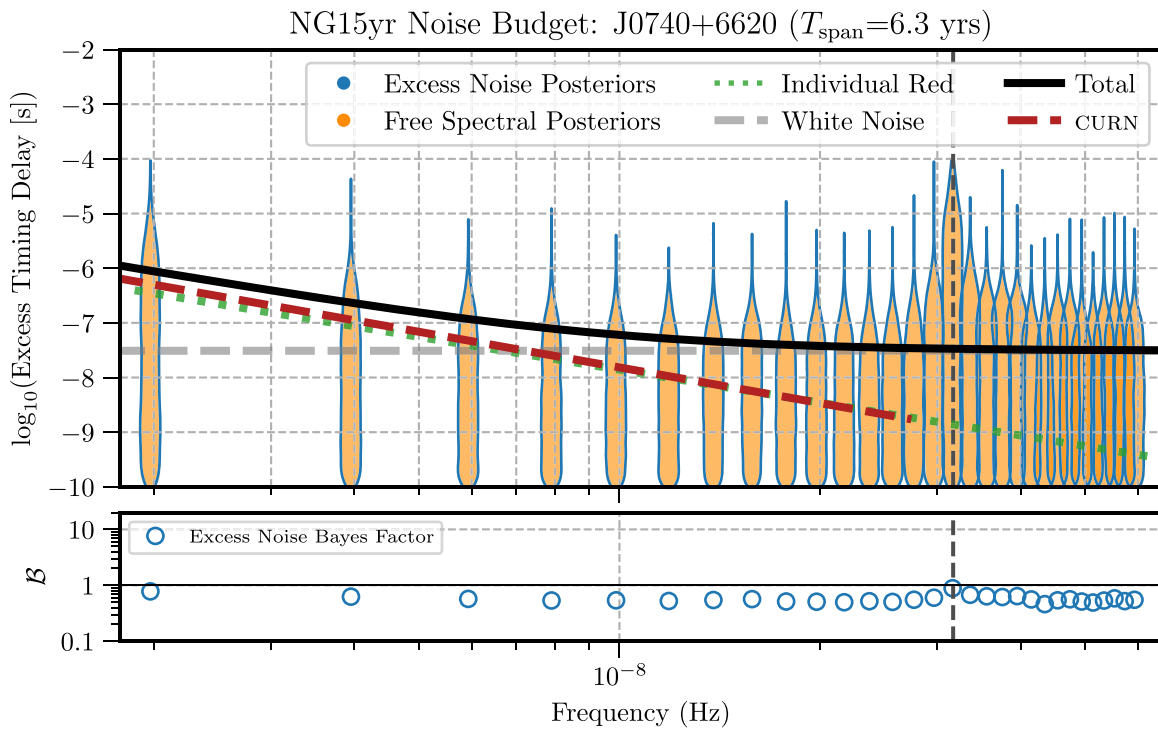 NG15yr Noise Budget: J0740+6620 (T_span=6.3 yrs)
Excess Noise Posteriors
Free Spectral Posteriors
Individual Red
White Noise
Total
CURN
log₁₀(Excess Timing Delay [s])
−2
−3
−4
−5
−6
−7
−8
−9
−10
Excess Noise Bayes Factor
ℬ
10
1
0.1
10⁻⁸
Frequency (Hz)